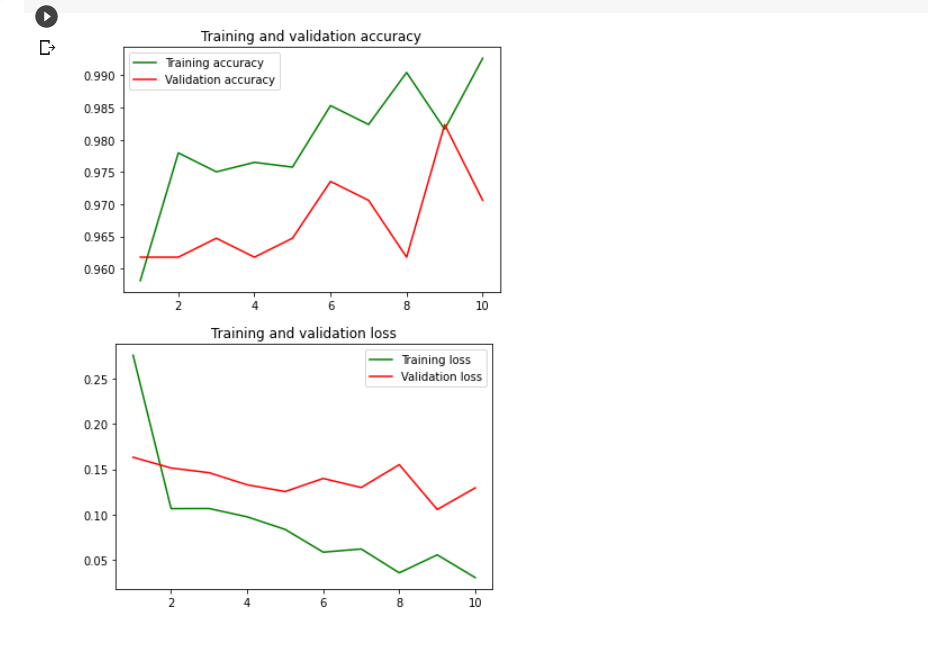 Training and validation accuracy
Training accuracy
Validation accuracy
0.990
0.985
0.980
0.975
0.970
0.965
0.960
2 4 6 8 10
Training and validation loss
Training loss
Validation loss
0.25
0.20
0.15
0.10
0.05
2 4 6 8 10